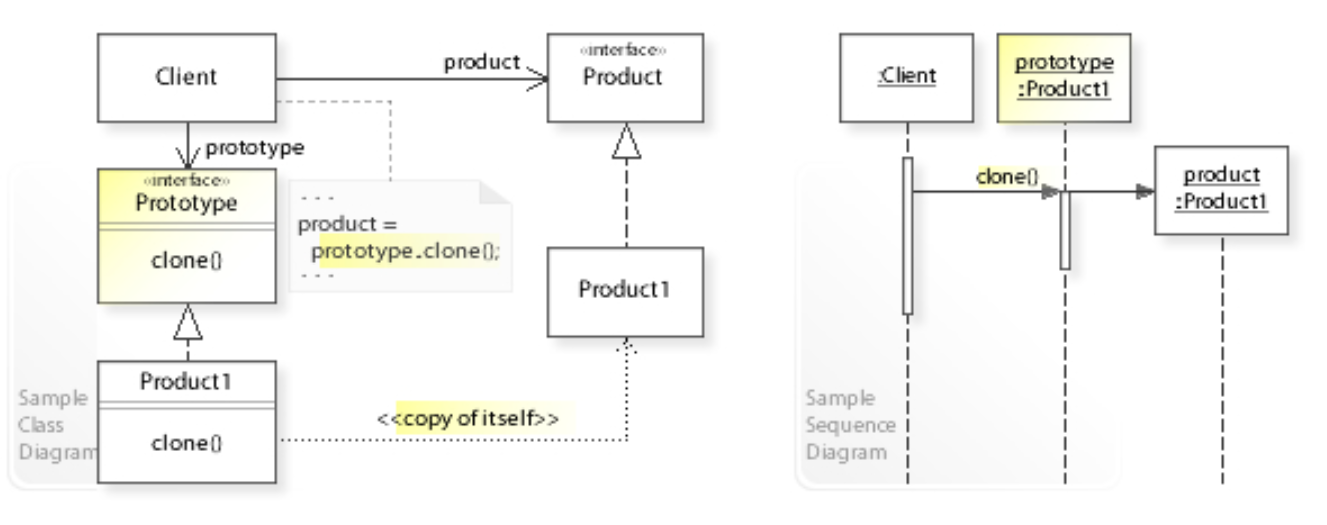 Client
product
«interface»
Product
prototype
«interface»
Prototype
clone()
- - -
product =
prototype.clone();
- - -
Product1
Product1
clone()
<<copy of itself>>
Sample
Class
Diagram
:Client
prototype
:Product1
clone()
product
:Product1
Sample
Sequence
Diagram